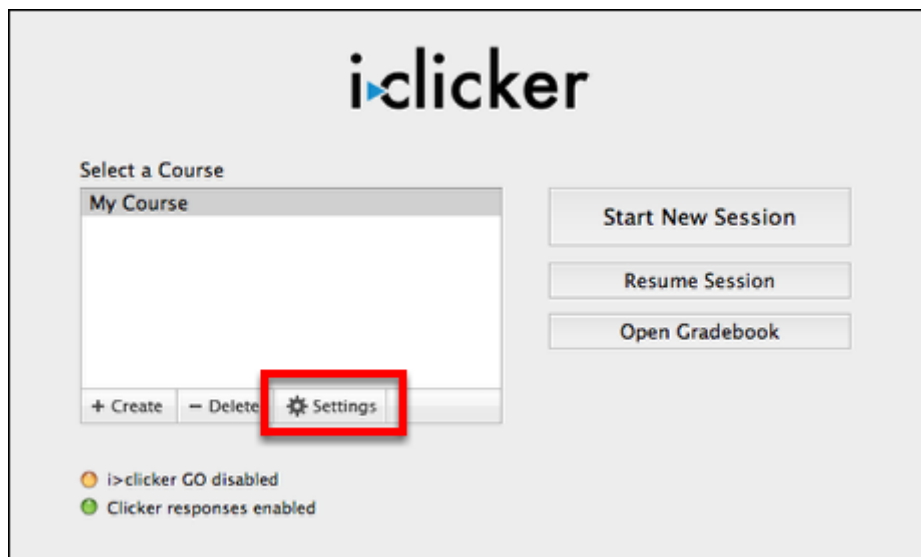 i>clicker
Select a Course
My Course
Start New Session
Resume Session
Open Gradebook
+ Create − Delete Settings
i>clicker GO disabled
Clicker responses enabled